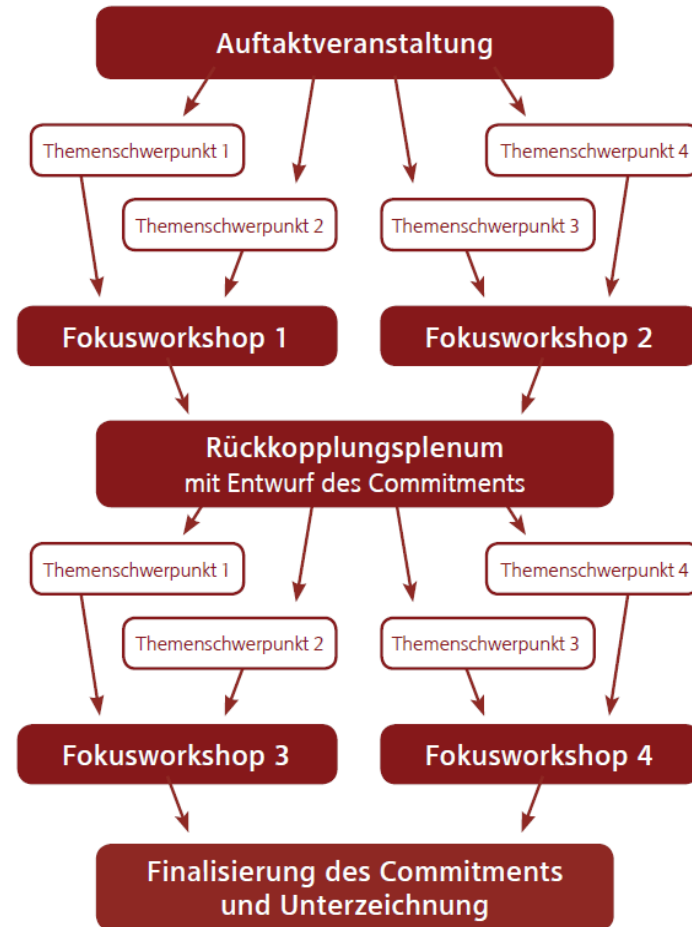 Auftaktveranstaltung
Themenschwerpunkt 1
Themenschwerpunkt 4
Themenschwerpunkt 2
Themenschwerpunkt 3
Fokusworkshop 1
Fokusworkshop 2
Rückkopplungsplenum
mit Entwurf des Commitments
Themenschwerpunkt 1
Themenschwerpunkt 4
Themenschwerpunkt 2
Themenschwerpunkt 3
Fokusworkshop 3
Fokusworkshop 4
Finalisierung des Commitments
und Unterzeichnung